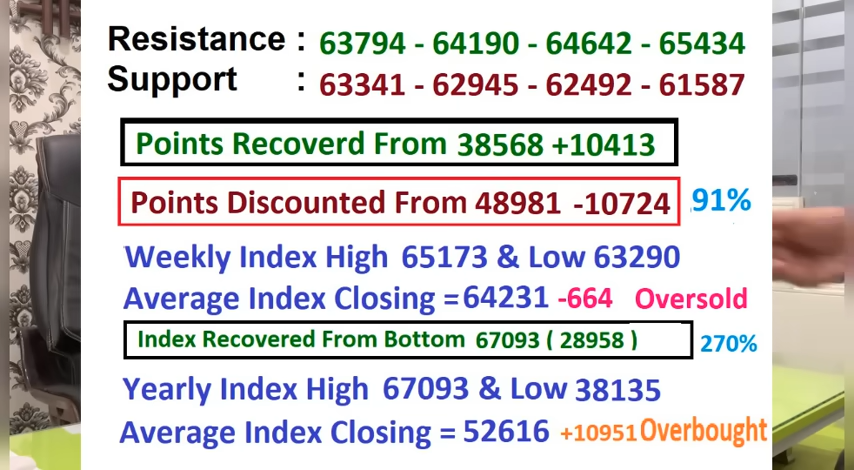 Resistance : 63794 - 64190 - 64642 - 65434
Support : 63341 - 62945 - 62492 - 61587
Points Recoverd From 38568 +10413
Points Discounted From 48981 -10724 91%
Weekly Index High 65173 & Low 63290
Average Index Closing = 64231 -664 Oversold
Index Recovered From Bottom 67093 ( 28958 ) 270%
Yearly Index High 67093 & Low 38135
Average Index Closing = 52616 +10951 Overbought